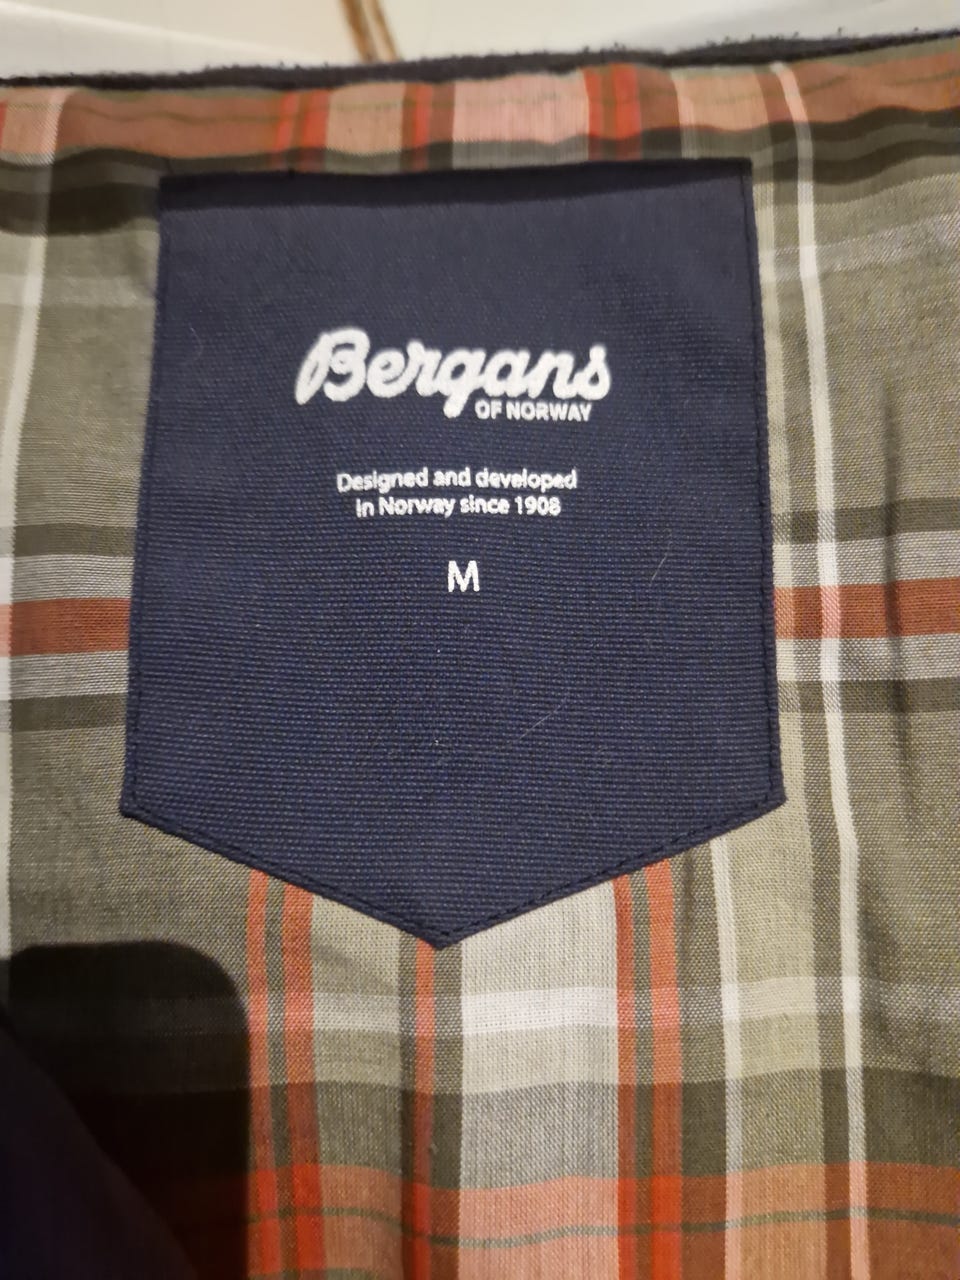 Bergans
OF NORWAY
Designed and developed
in Norway since 1908
M